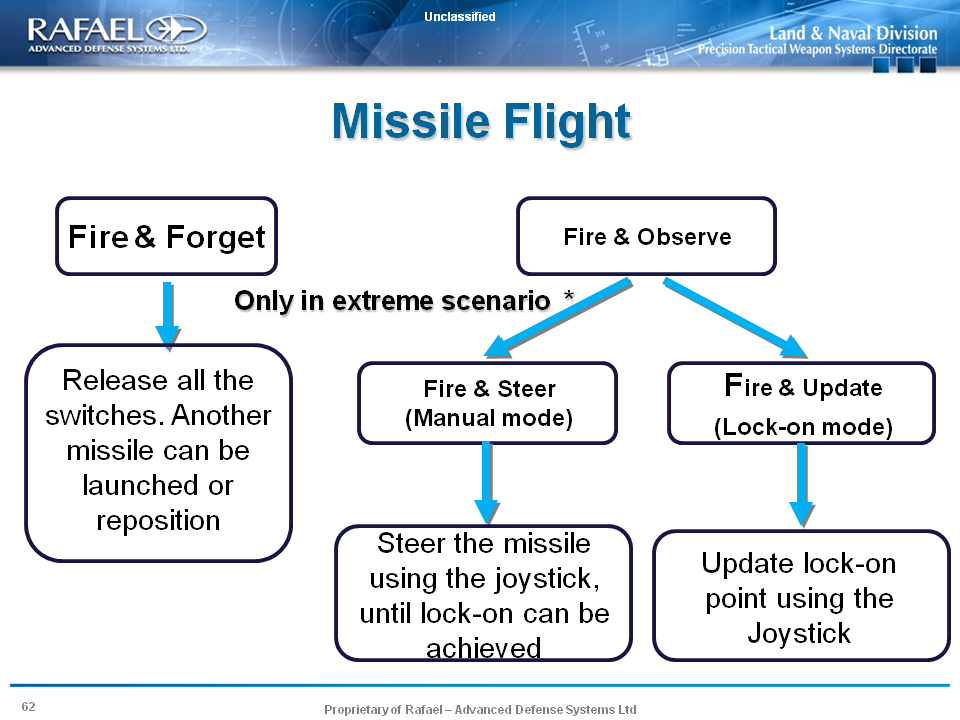 Unclassified
RAFAEL
ADVANCED DEFENSE SYSTEMS LTD.
Land & Naval Division
Precision Tactical Weapon Systems Directorate
Missile Flight
Fire & Forget
Fire & Observe
Only in extreme scenario *
Release all the
switches. Another
missile can be
launched or
reposition
Fire & Steer
(Manual mode)
Fire & Update
(Lock-on mode)
Steer the missile
using the joystick,
until lock-on can be
achieved
Update lock-on
point using the
Joystick
62
Proprietary of Rafael – Advanced Defense Systems Ltd